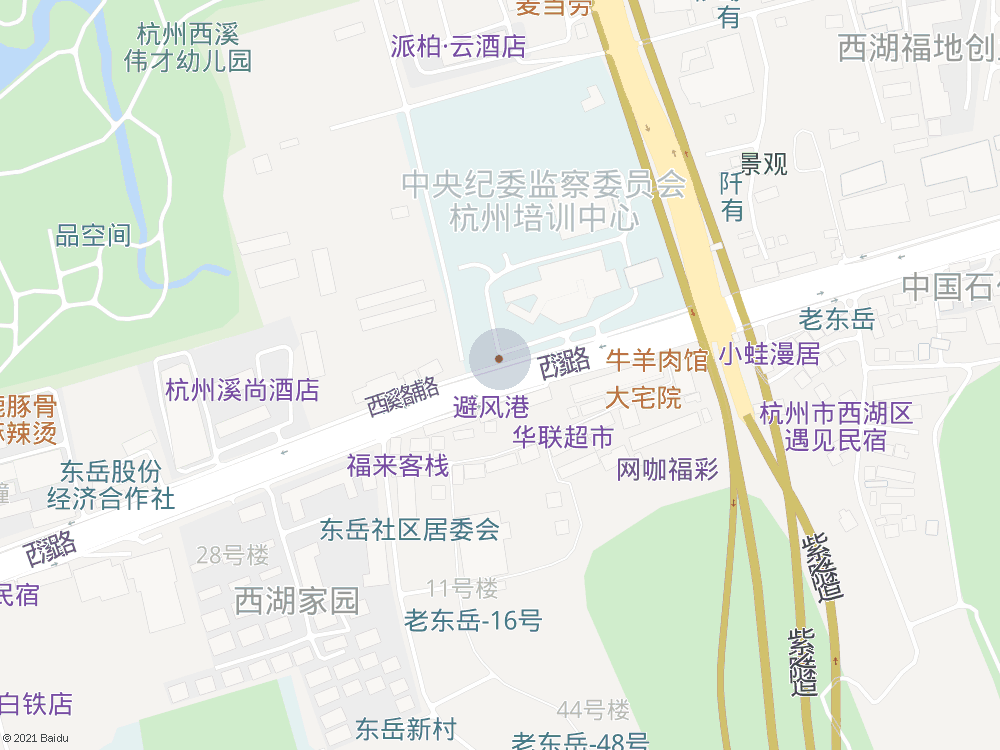 麦当劳
有
杭州西溪
伟才幼儿园
派柏·云酒店
西湖福地创
景观
中央纪委监察委员会
杭州培训中心
阡
有
品空间
中国石
老东岳
小蛙漫居
西溪路
牛羊肉馆
杭州溪尚酒店
西溪路辅路
大宅院
豚骨
麻辣烫
避风港
杭州市西湖区
遇见民宿
华联超市
福来客栈
网咖福彩
东岳股份
经济合作社
东岳社区居委会
西溪路
28号楼
11号楼
紫隧道
民宿
西湖家园
老东岳-16号
紫隧道
白铁店
44号楼
东岳新村
老东岳-48号
© 2021 Baidu